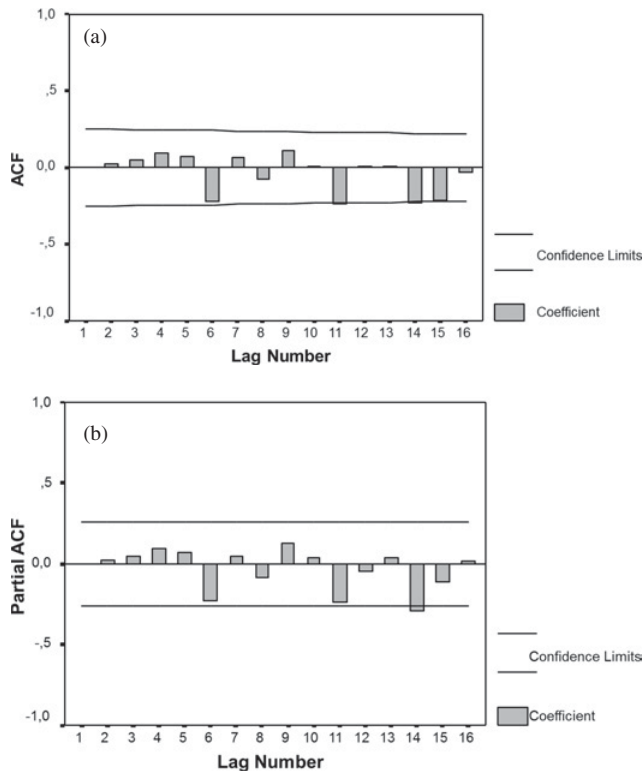 (a)
1,0
,5
0,0
-,5
-1,0
ACF
1 2 3 4 5 6 7 8 9 10 11 12 13 14 15 16
Lag Number
Confidence Limits
Coefficient
(b)
1,0
,5
0,0
-,5
-1,0
Partial ACF
1 2 3 4 5 6 7 8 9 10 11 12 13 14 15 16
Lag Number
Confidence Limits
Coefficient